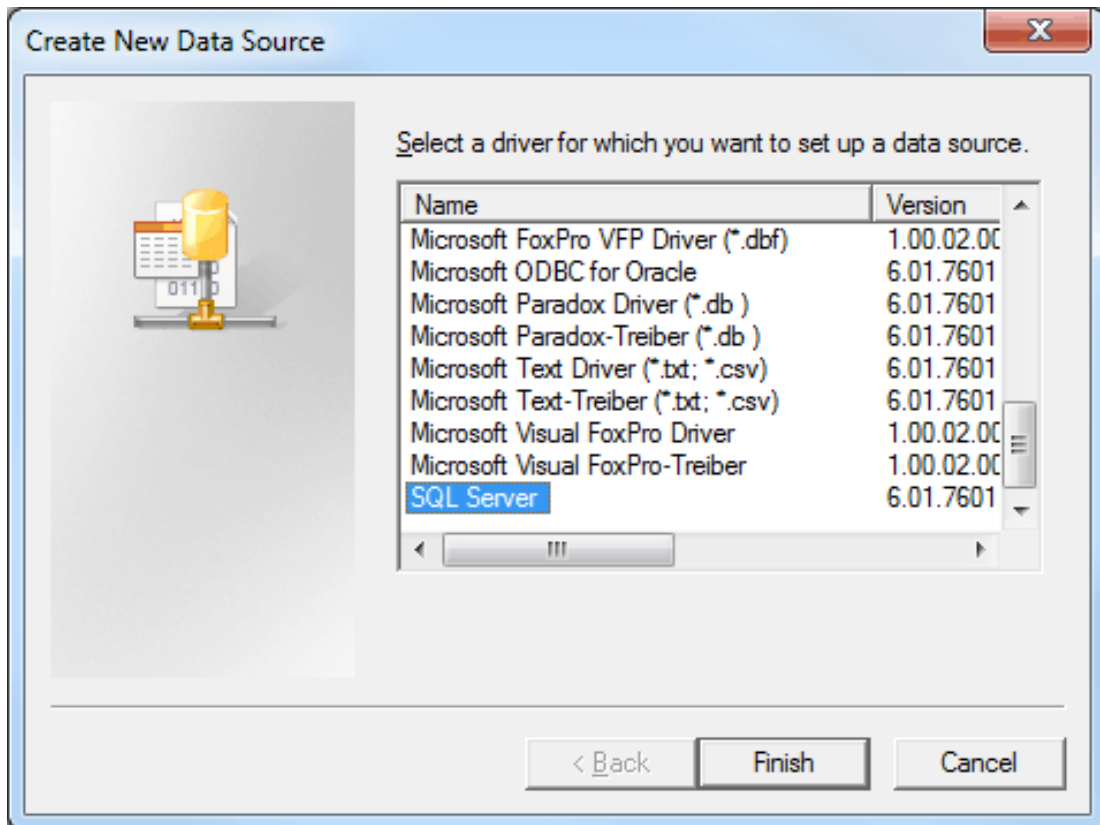 Create New Data Source
Select a driver for which you want to set up a data source.
Name Version
Microsoft FoxPro VFP Driver (*.dbf) 1.00.02.00
Microsoft ODBC for Oracle 6.01.7601
Microsoft Paradox Driver (*.db ) 6.01.7601
Microsoft Paradox-Treiber (*.db ) 6.01.7601
Microsoft Text Driver (*.txt; *.csv) 6.01.7601
Microsoft Text-Treiber (*.txt; *.csv) 6.01.7601
Microsoft Visual FoxPro Driver 1.00.02.00
Microsoft Visual FoxPro-Treiber 1.00.02.00
SQL Server 6.01.7601
< Back Finish Cancel